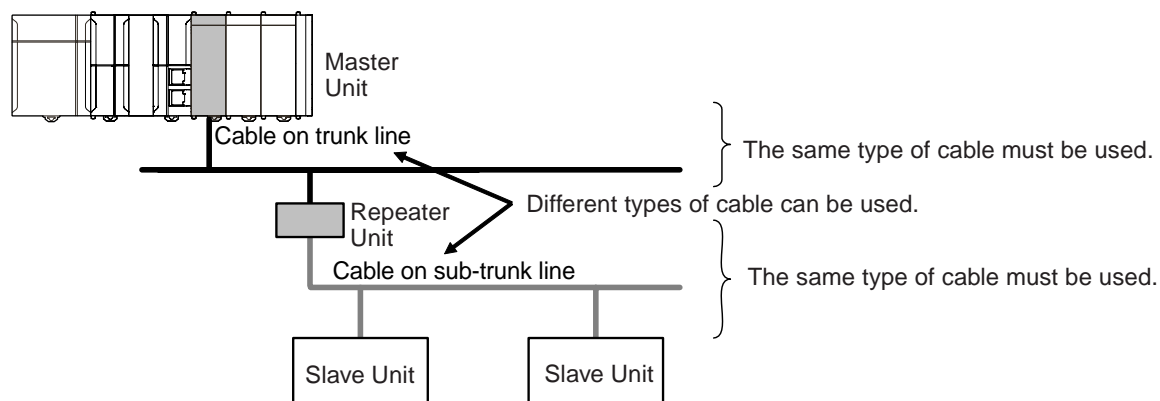 Master
Unit
Cable on trunk line
The same type of cable must be used.
Different types of cable can be used.
Repeater
Unit
Cable on sub-trunk line
The same type of cable must be used.
Slave Unit
Slave Unit